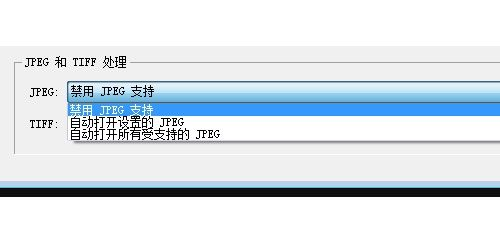 JPEG 和 TIFF 处理
JPEG: 禁用 JPEG 支持
禁用 JPEG 支持
TIFF: 自动打开设置的 JPEG
自动打开所有受支持的 JPEG